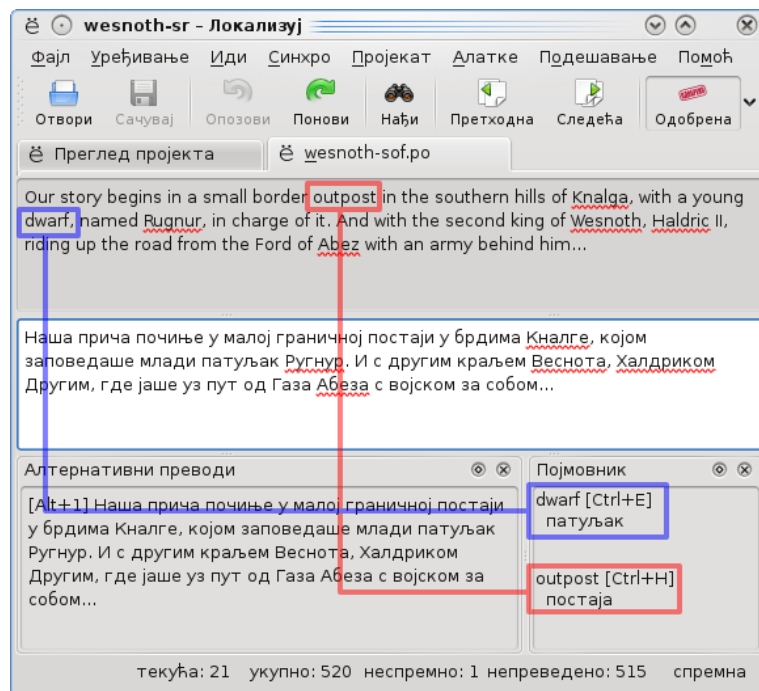 wesnoth-sr – Локализуј
Фајл Уређивање Иди Синхро Пројекат Алатке Подешавање Помоћ
Отвори Сачувај Опозови Понови Нађи Претходна Следећа Одобрена
ё Преглед пројекта ё wesnoth-sof.po
Our story begins in a small border outpost in the southern hills of Knalga, with a young
dwarf, named Rugnur, in charge of it. And with the second king of Wesnoth, Haldric II,
riding up the road from the Ford of Abez with an army behind him...
Наша прича почиње у малој граничној постаји у брдима Кналге, којом
заповедаше млади патуљак Ругнур. И с другим краљем Веснота, Халдриком
Другим, где јаше уз пут од Газа Абеза с војском за собом...
Алтернативни преводи
[Alt+1] Наша прича почиње у малој граничној постаји
у брдима Кналге, којом заповедаше млади патуљак
Ругнур. И с другим краљем Веснота, Халдриком
Другим, где јаше уз пут од Газа Абеза с војском за
собом...
Појмовник
dwarf [Ctrl+E]
патуљак
outpost [Ctrl+H]
постаја
текућа: 21 укупно: 520 неспремно: 1 непреведено: 515 спремна